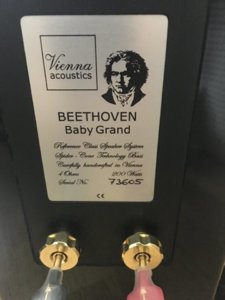 Vienna
acoustics
BEETHOVEN
Baby Grand
Reference Class Speaker System
Spider - Cone Technology Bass
Carefully handcrafted in Vienna
4 Ohms 200 Watts
Serial No. 73605
CE